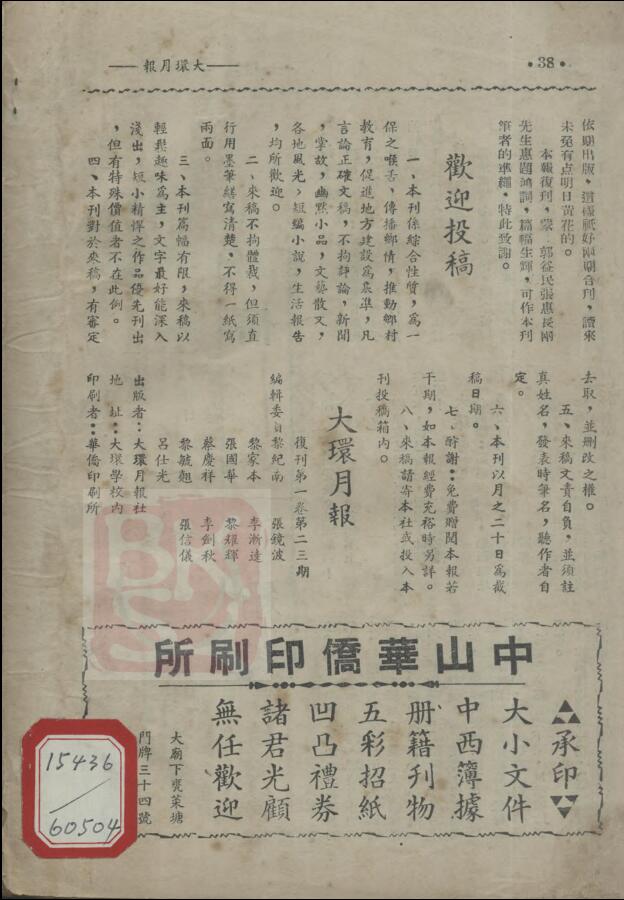 大環月報
•38•
依期出版，這樣祇好兩期合刊，讀來
未免有点明日黃花的。
本報復刊，蒙　郭益民張惠長兩
先生惠題鴻詞，篇幅生輝，可作本刊
筆者的準繩，特此致謝。
歡迎投稿
一、本刊係綜合性質，爲一
保之喉舌，傳播鄉情，推動鄉村
教育，促進地方建設爲衆準，凡
言論正確文稿，不拘評論，新聞
，掌故，幽默小品，文藝散文，
各地風光，短編小說，生活報告
，均所歡迎。
二、來稿不拘體裁，但須直
行用墨筆繕寫清楚，不得一紙寫
兩面。
三、本刊篇幅有限，來稿以
輕鬆趣味爲主，文字最好能深入
淺出，短小精悍之作品優先刊出
，但有特殊價值者不在此例。
四、本刊對於來稿，有審定
去取，並刪改之權。
五、來稿文責自負，並須註
真姓名，發表時筆名，聽作者自
定。
六、本刊以月之二十日爲截
稿日期。
七、酧謝：免費贈閱本報若
干期，如本報經費充裕時另詳。
八、來稿請寄本社或投入本
刊投稿箱内。
大環月報
復刊第一卷第二三期
編輯委員黎紀南　張鏡波
黎家本　李漸逵
張國華　黎耀輝
蔡慶祥　李劍秋
黎毓翹　張信儀
呂仕光
出版者：大環月報社
地　址：大環學校内
印刷者：華僑印刷所
中山華僑印刷所
承印
大小文件
中西簿據
册籍刊物
五彩招紙
凹凸禮券
諸君光顧
無任歡迎
大廟下甕菜塘
門牌三十四號
15436
60504